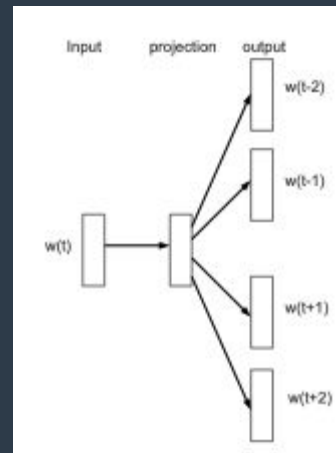 Input projection output
w(t-2)
w(t-1)
w(t)
w(t+1)
w(t+2)